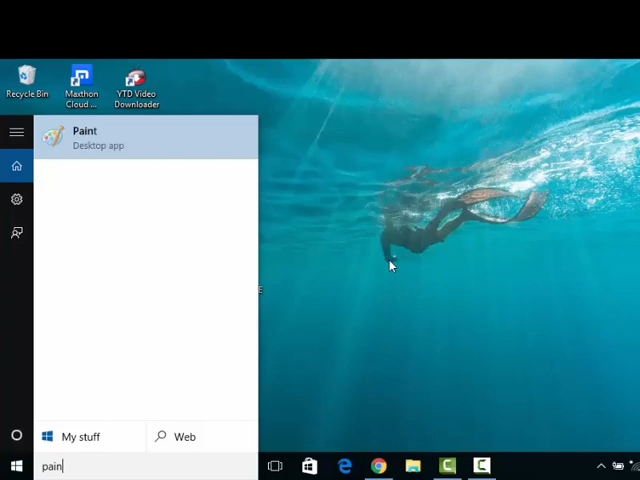 Recycle Bin
Maxthon
Cloud ...
YTD Video
Downloader
Paint
Desktop app
E
My stuff
Web
pain